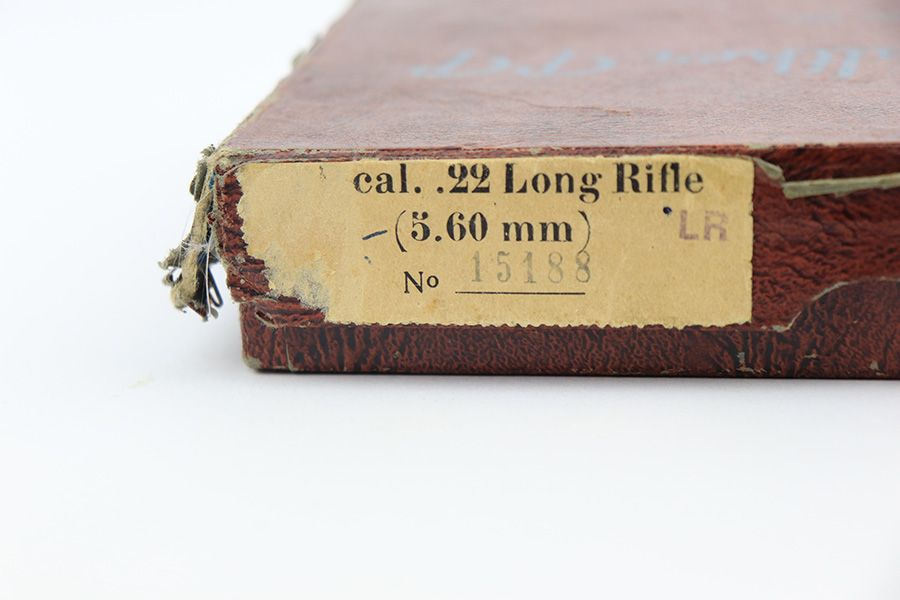 cal. .22 Long Rifle
(5.60 mm) LR
No 15188